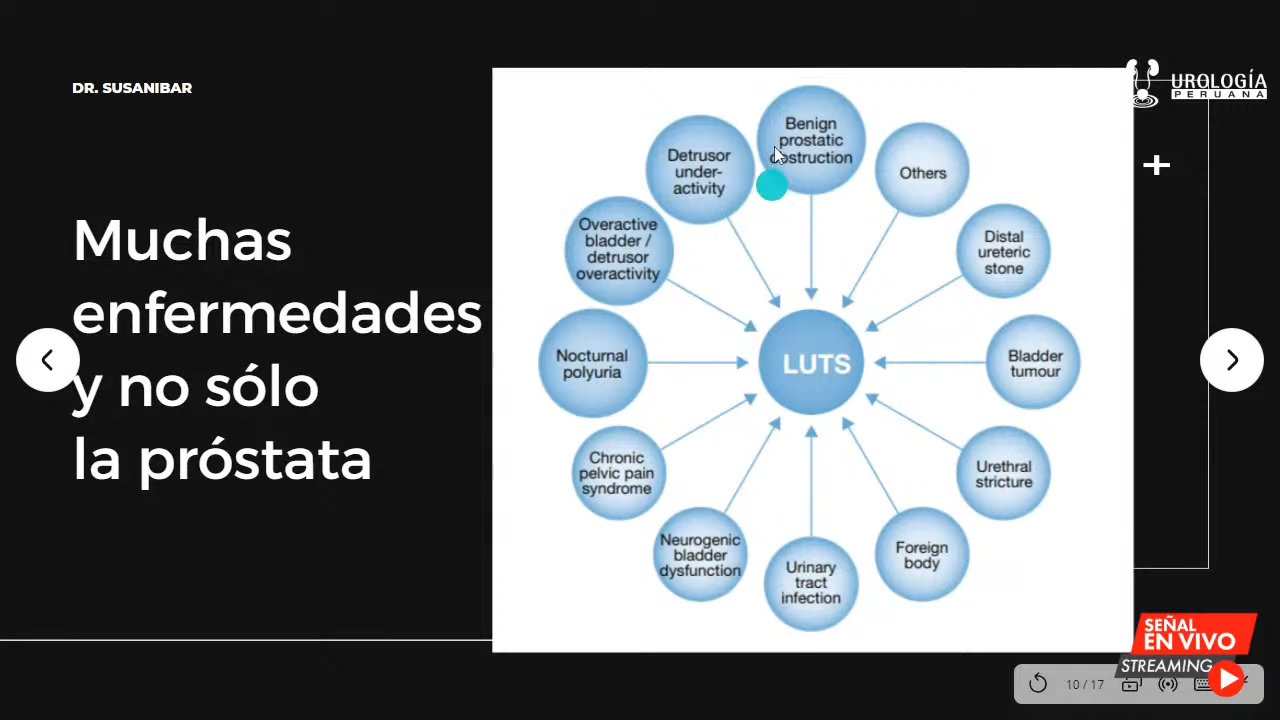 DR. SUSANIBAR
UROLOGÍA
PERUANA
Muchas
enfermedades
y no sólo
la próstata
Benign
prostatic
obstruction
Others
Distal
ureteric
stone
Bladder
tumour
Urethral
stricture
Foreign
body
Urinary
tract
infection
Neurogenic
bladder
dysfunction
Chronic
pelvic pain
syndrome
Nocturnal
polyuria
Overactive
bladder /
detrusor
overactivity
Detrusor
under-
activity
LUTS
SEÑAL
EN VIVO
STREAMING
10 / 17